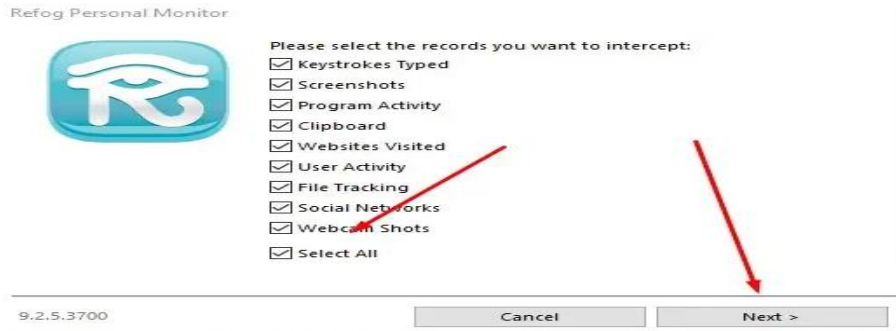 Refog Personal Monitor
Please select the records you want to intercept:
Keystrokes Typed
Screenshots
Program Activity
Clipboard
Websites Visited
User Activity
File Tracking
Social Networks
Webcam Shots
Select All
9.2.5.3700
Cancel
Next >